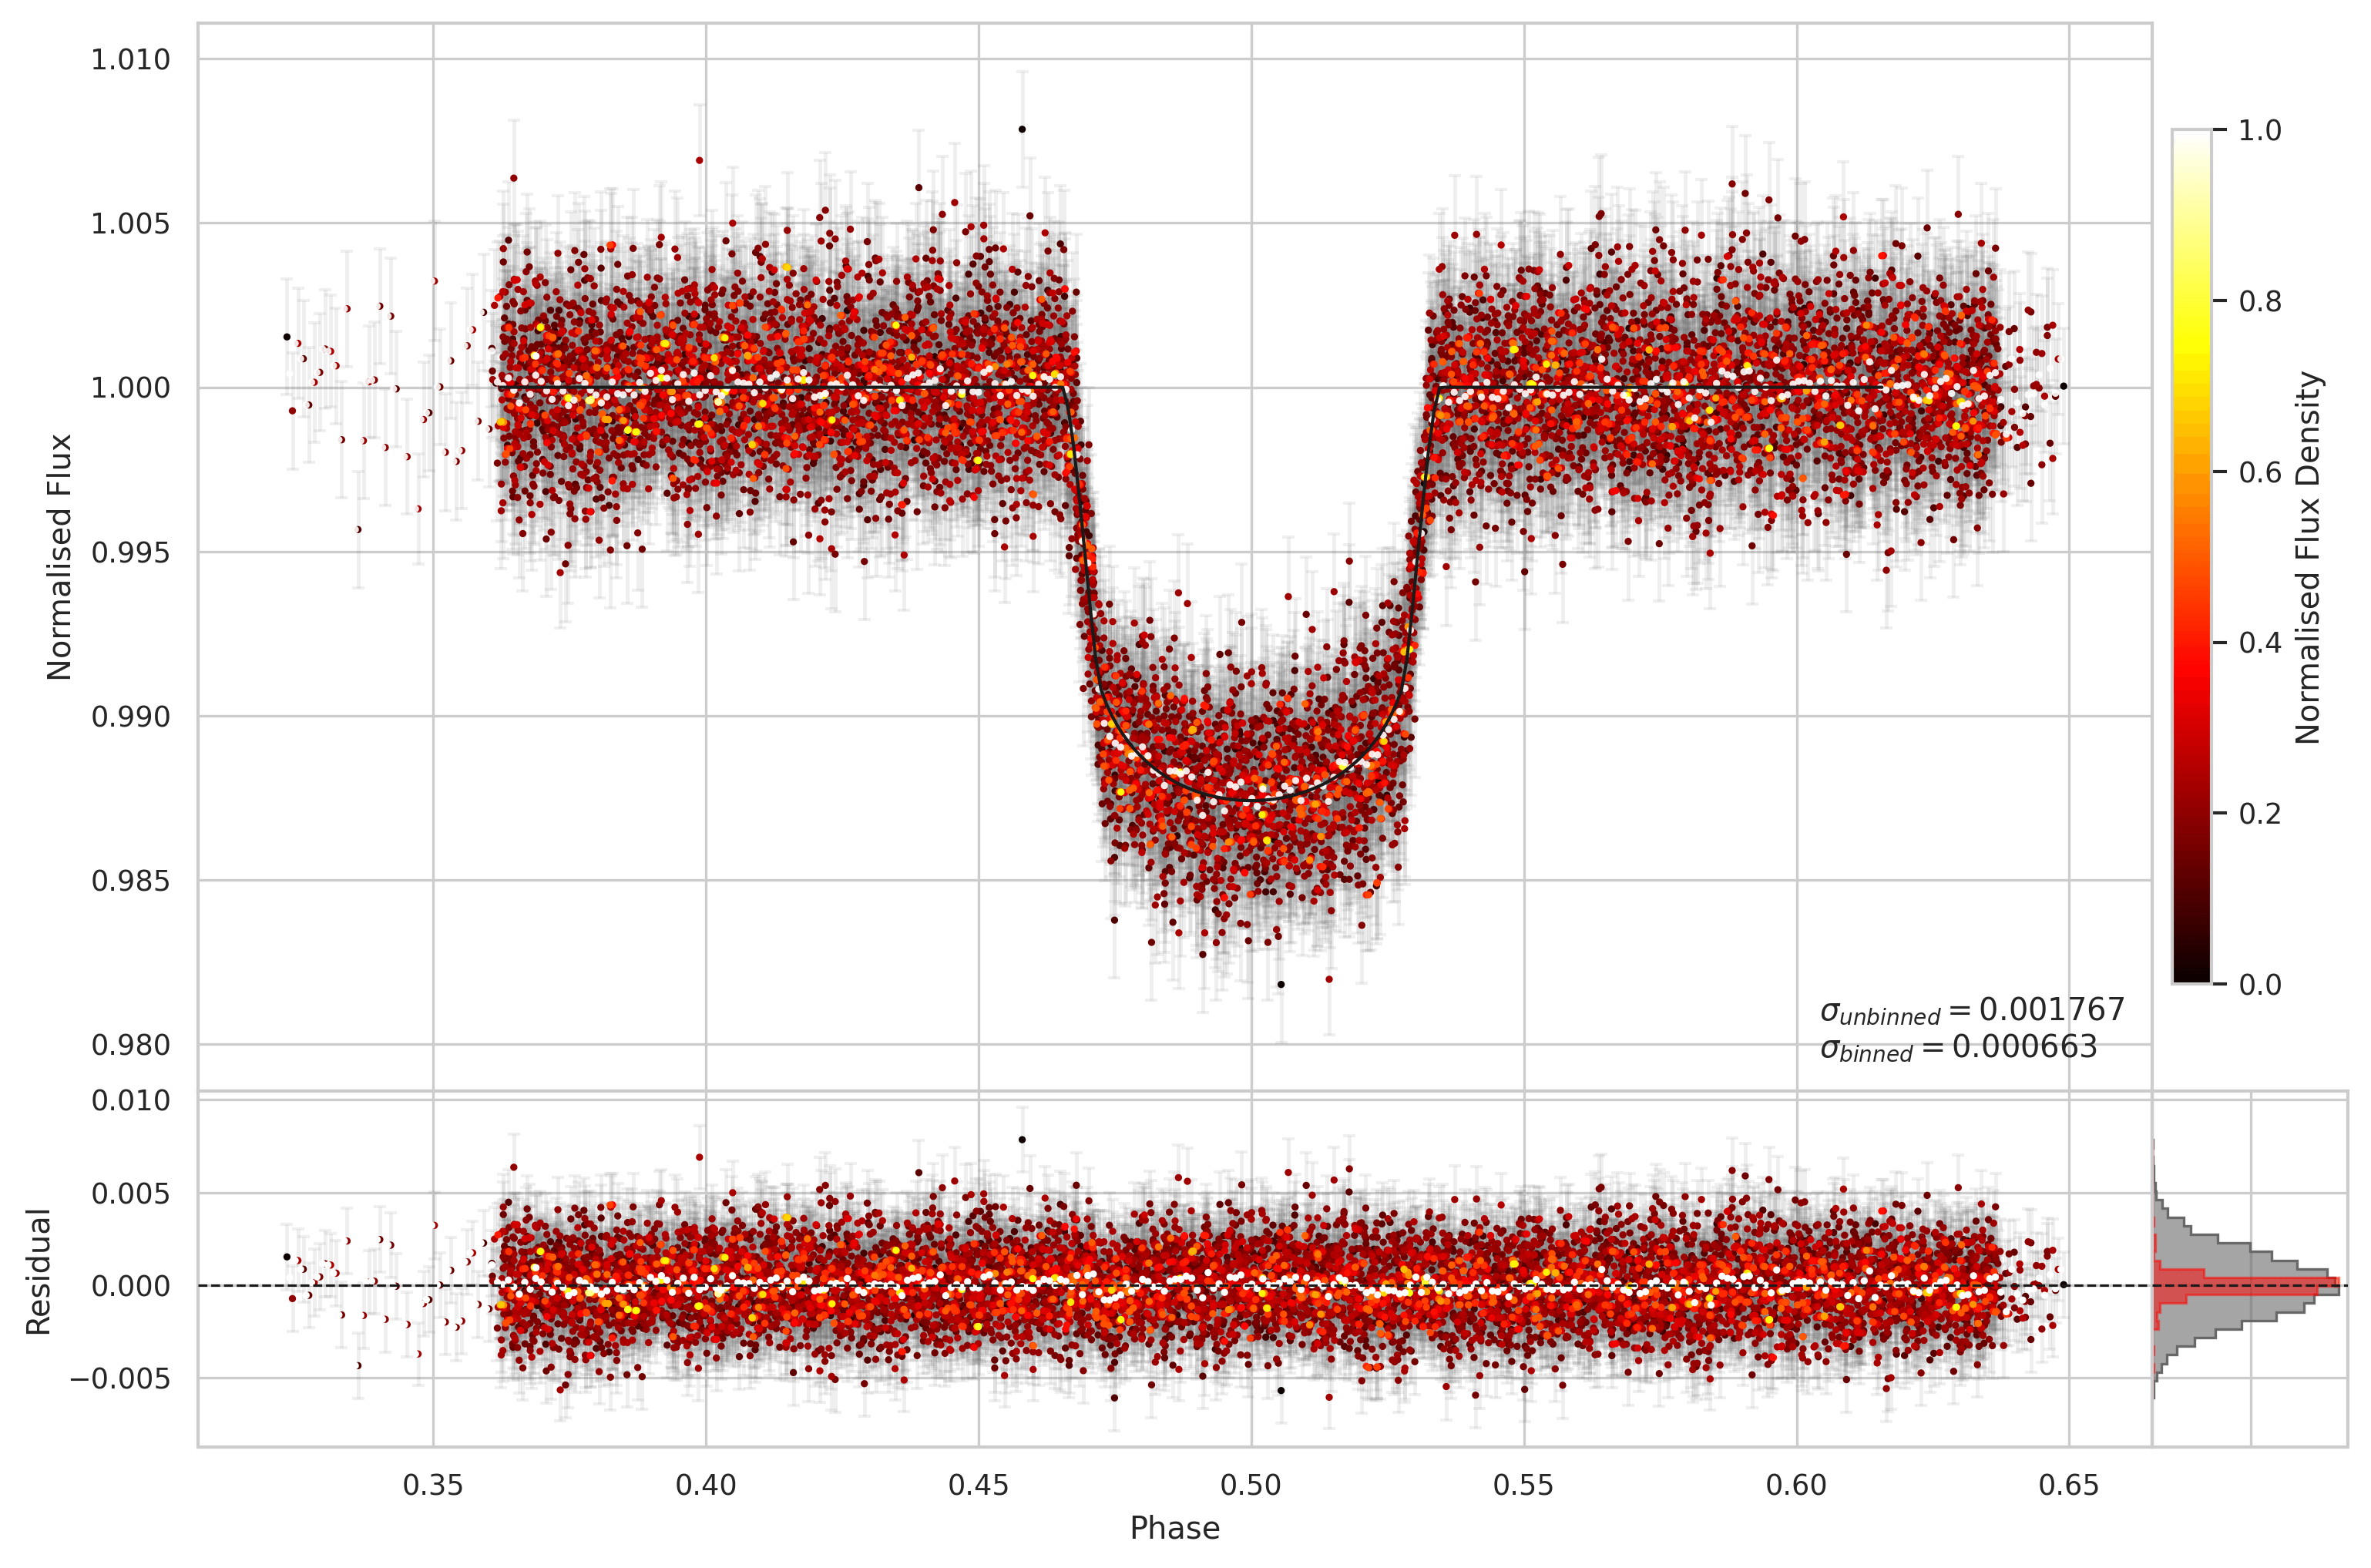 1.010
1.005
1.000
0.995
0.990
0.985
0.980
Normalised Flux
1.0
0.8
0.6
0.4
0.2
0.0
Normalised Flux Density
σunbinned = 0.001767
σbinned = 0.000663
0.010
0.005
0.000
−0.005
Residual
0.35 0.40 0.45 0.50 0.55 0.60 0.65
Phase